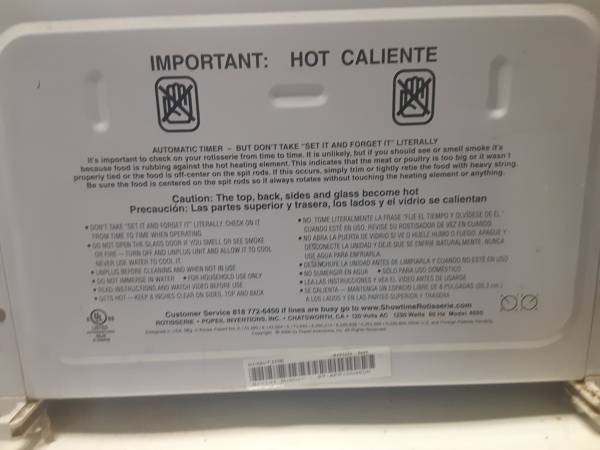 IMPORTANT: HOT CALIENTE
AUTOMATIC TIMER – BUT DON'T TAKE "SET IT AND FORGET IT" LITERALLY
It's important to check on your rotisserie from time to time. It is unlikely, but if you should see or smell smoke it's
because food is rubbing against the hot heating element. This indicates that the meat or poultry is too big or it wasn't
properly tied or the food is off-center on the spit rods. If this occurs, simply trim or tightly retie the food with heavy string.
Be sure the food is centered on the spit rods so it always rotates without touching the heating element or anything.
Caution: The top, back, sides and glass become hot
Precaución: Las partes superior y trasera, los lados y el vidrio se calientan
• DON'T TAKE "SET IT AND FORGET IT" LITERALLY. CHECK ON IT
FROM TIME TO TIME WHEN OPERATING.
• DO NOT OPEN THE GLASS DOOR IF YOU SMELL OR SEE SMOKE
OR FIRE – TURN OFF AND UNPLUG UNIT AND ALLOW IT TO COOL.
NEVER USE WATER TO COOL IT.
• UNPLUG BEFORE CLEANING AND WHEN NOT IN USE
• DO NOT IMMERSE IN WATER • FOR HOUSEHOLD USE ONLY
• READ INSTRUCTIONS AND WATCH VIDEO BEFORE USE
• GETS HOT – KEEP 8 INCHES CLEAR ON SIDES, TOP AND BACK
• NO TOME LITERALMENTE LA FRASE "FIJE EL TIEMPO Y OLVÍDESE DE ÉL."
CUANDO ESTÉ EN USO, REVISE SU ROSTISADOR DE VEZ EN CUANDO.
• NO ABRA LA PUERTA DE VIDRIO SI VE O HUELE HUMO O FUEGO. APAGUE Y
DESCONECTE LA UNIDAD Y DEJE QUE SE ENFRÍE NATURALMENTE. NUNCA
USE AGUA PARA ENFRIARLA.
• DESENCHUFE LA UNIDAD ANTES DE LIMPIARLA Y CUANDO NO ESTÉ EN USO
• NO SUMERGIR EN AGUA • SÓLO PARA USO DOMÉSTICO
• LEA LAS INSTRUCCIONES Y VEA EL VIDEO ANTES DE USARSE
• SE CALIENTA – MANTENGA UN ESPACIO LIBRE DE 8 PULGADAS (20.3 cm.)
A LOS LADOS Y EN LAS PARTES SUPERIOR Y TRASERA
UL
LISTED
Customer Service 818 772-6450 if lines are busy go to www.ShowtimeRotisserie.com
ROTISSERIE • POPEIL INVENTIONS, INC. • CHATSWORTH, CA • 120 Volts AC 1250 Watts 60 Hz Model 4000